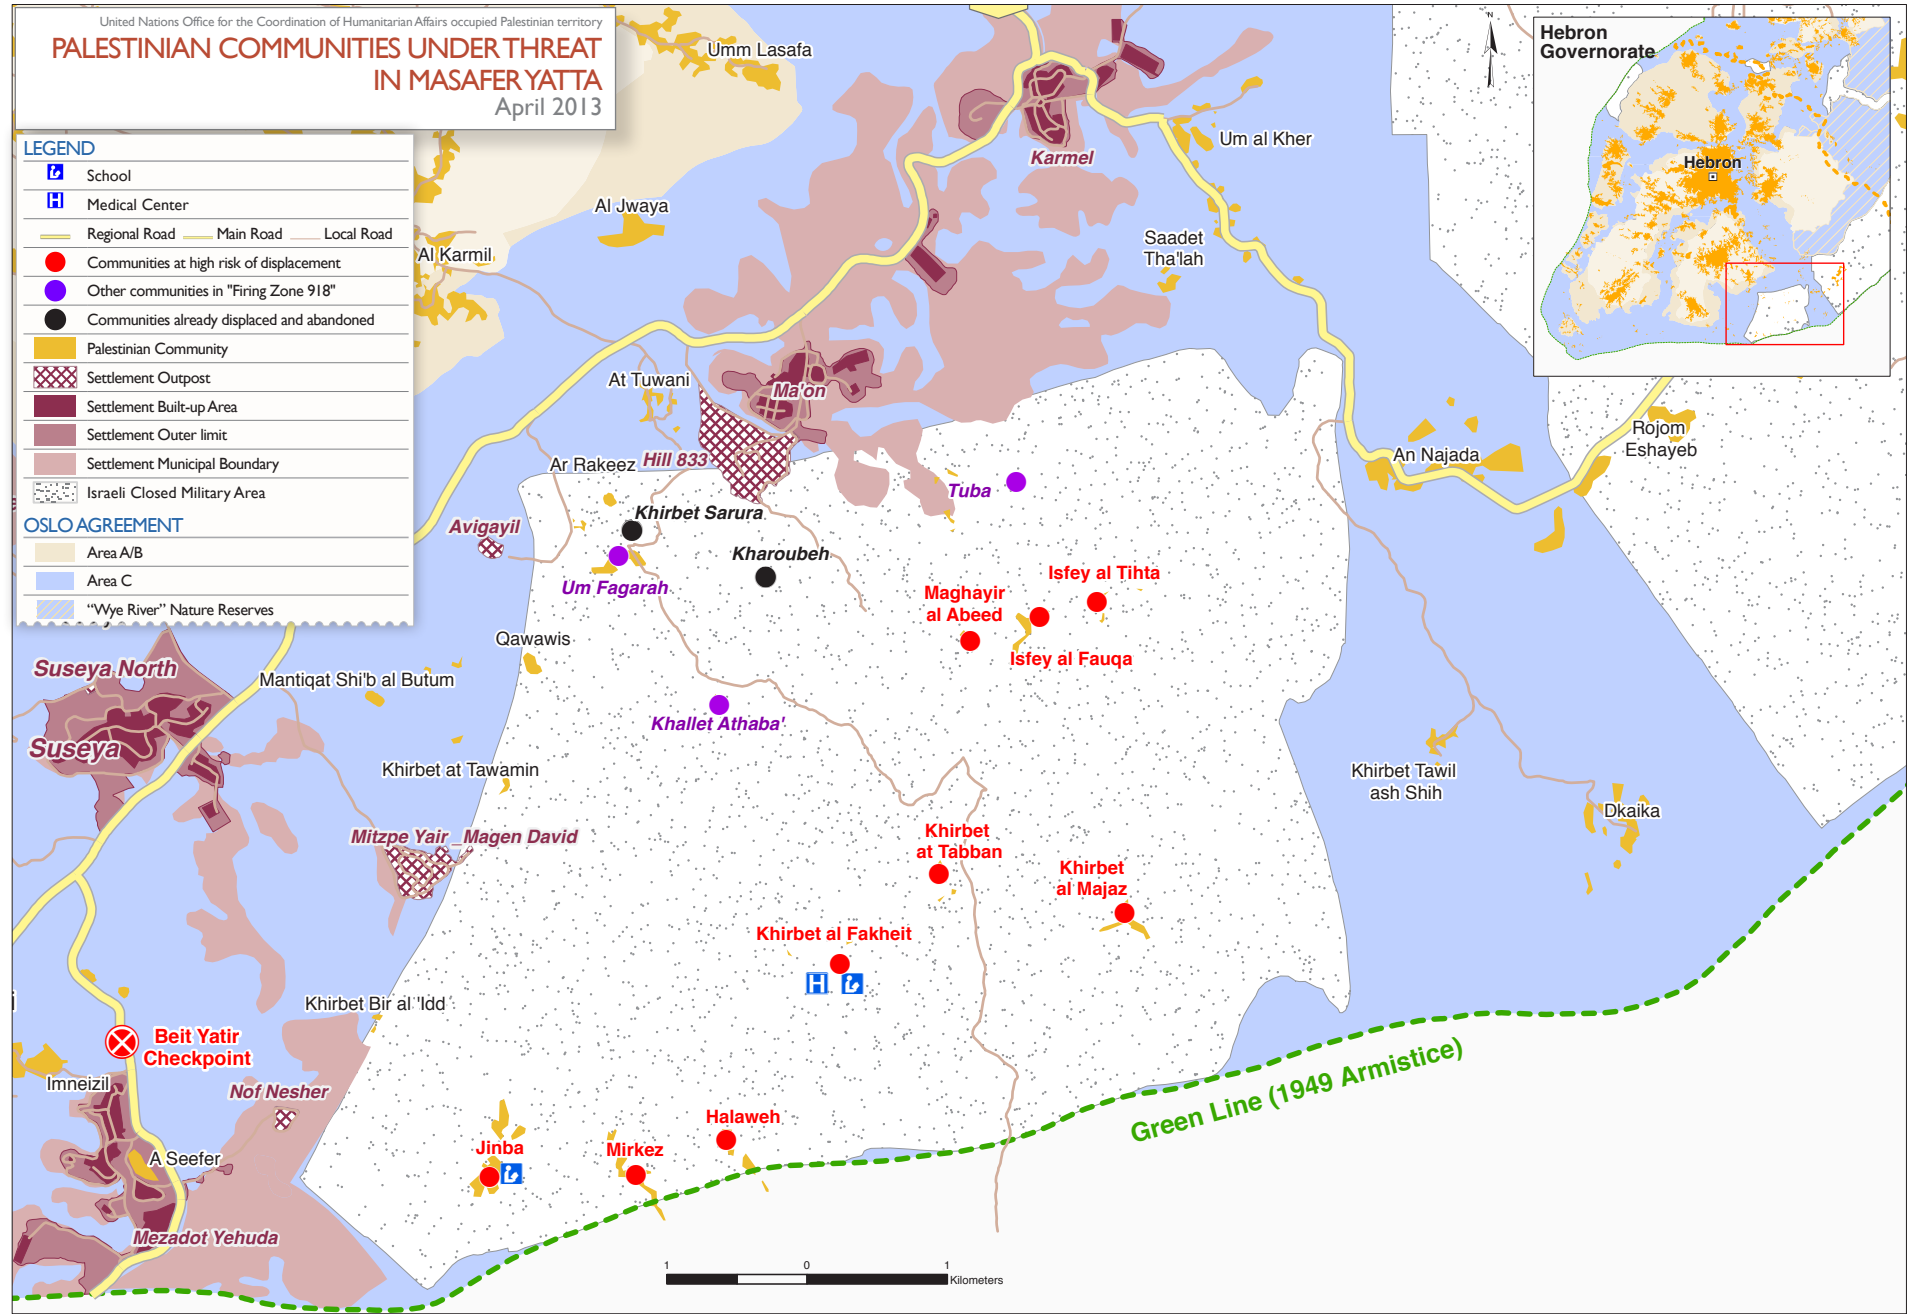 United Nations Office for the Coordination of Humanitarian Affairs occupied Palestinian territory
PALESTINIAN COMMUNITIES UNDER THREAT
IN MASAFER YATTA
April 2013
LEGEND
School
Medical Center
Regional Road Main Road Local Road
Communities at high risk of displacement
Other communities in "Firing Zone 918"
Communities already displaced and abandoned
Palestinian Community
Settlement Outpost
Settlement Built-up Area
Settlement Outer limit
Settlement Municipal Boundary
Israeli Closed Military Area
OSLO AGREEMENT
Area A/B
Area C
“Wye River” Nature Reserves
N
Hebron
Governorate
Hebron
Umm Lasafa
Karmel
Um al Kher
Al Jwaya
Al Karmil
Saadet
Tha'lah
At Tuwani
Ma'on
Rojom
Eshayeb
An Najada
Ar Rakeez
Hill 833
Tuba
Khirbet Sarura
Avigayil
Kharoubeh
Um Fagarah
Isfey al Tihta
Maghayir
al Abeed
Isfey al Fauqa
Qawawis
Suseya North
Mantiqat Shi'b al Butum
Khallet Athaba'
Suseya
Khirbet at Tawamin
Khirbet Tawil
ash Shih
Dkaika
Mitzpe Yair _Magen David
Khirbet
at Tabban
Khirbet
al Majaz
Khirbet al Fakheit
H
Khirbet Bir al 'Idd
Beit Yatir
Checkpoint
Imneizil
Nof Nesher
Green Line (1949 Armistice)
Halaweh
Jinba
Mirkez
A Seefer
Mezadot Yehuda
1 0 1
Kilometers